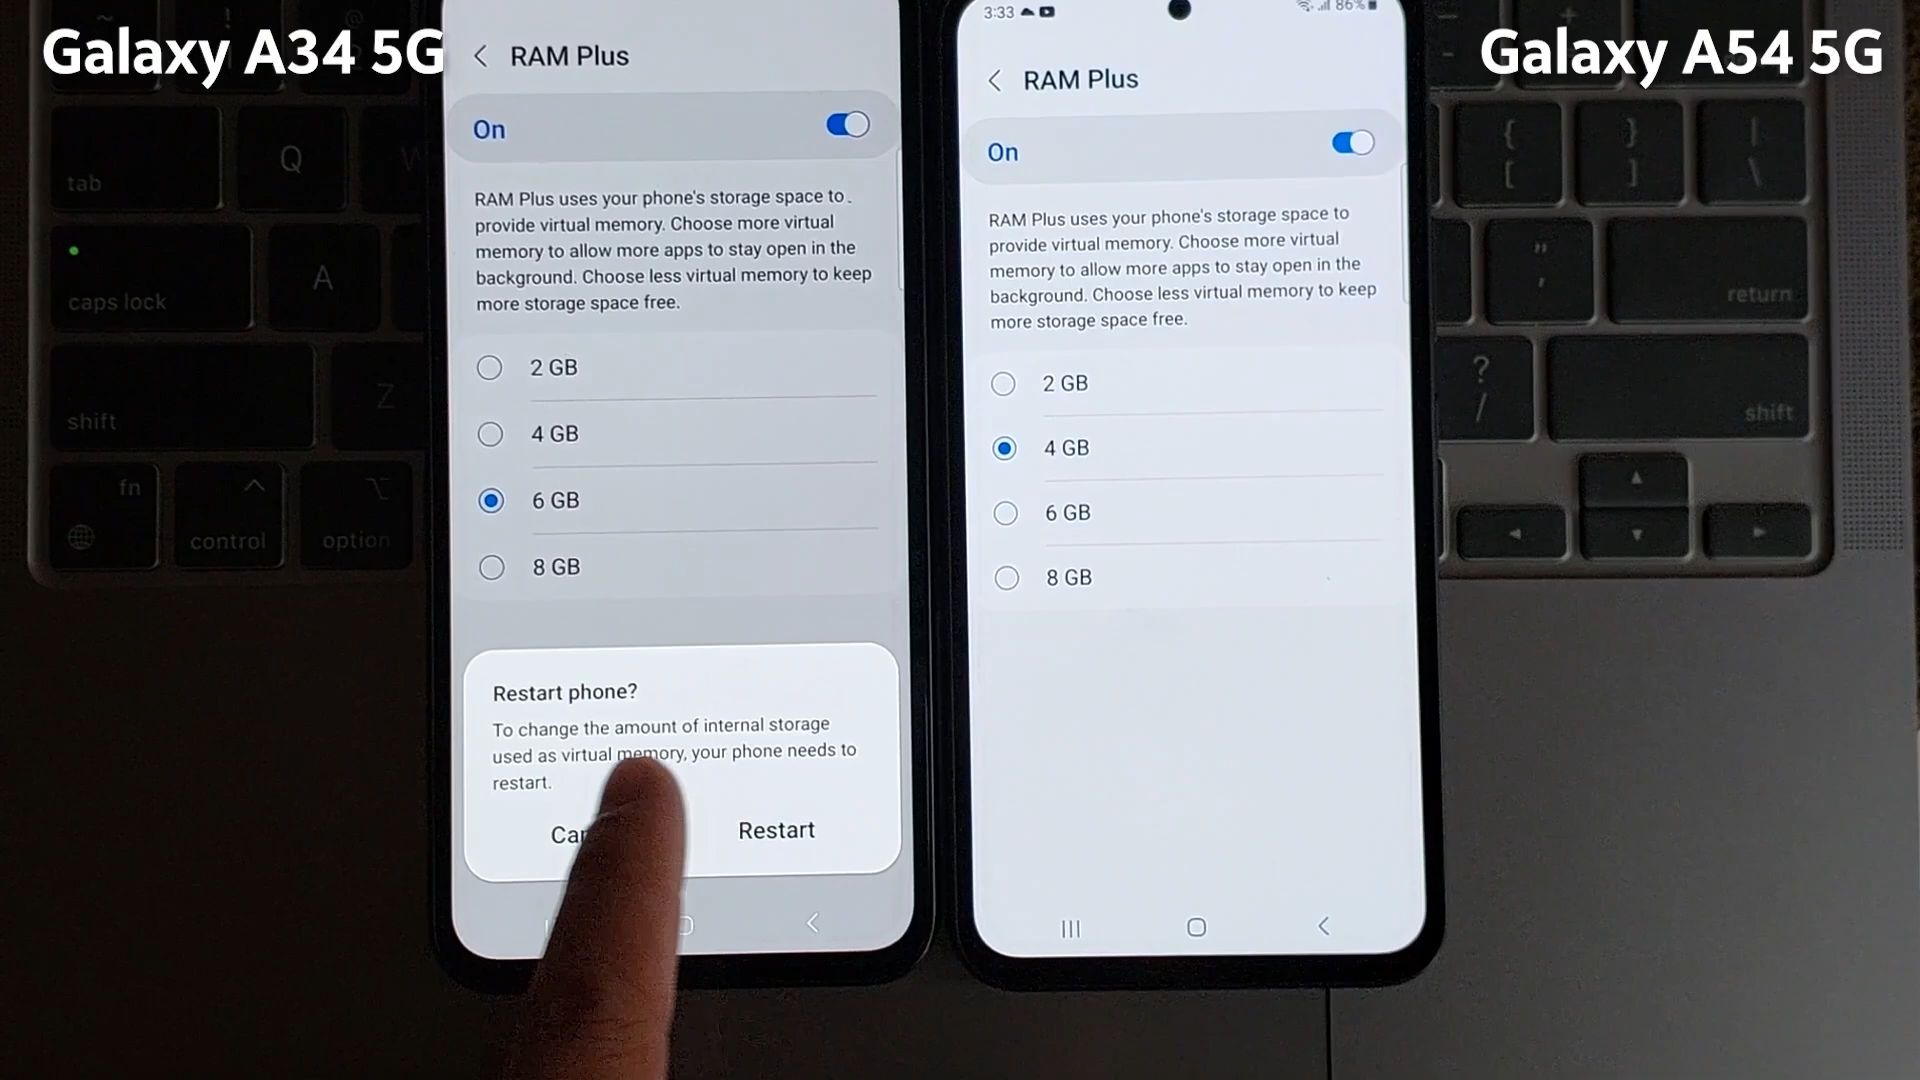 Galaxy A34 5G
Galaxy A54 5G
RAM Plus
On
RAM Plus uses your phone's storage space to
provide virtual memory. Choose more virtual
memory to allow more apps to stay open in the
background. Choose less virtual memory to keep
more storage space free.
2 GB
4 GB
6 GB
8 GB
Restart phone?
To change the amount of internal storage
used as virtual memory, your phone needs to
restart.
Restart
3:33
86%
RAM Plus
On
RAM Plus uses your phone's storage space to
provide virtual memory. Choose more virtual
memory to allow more apps to stay open in the
background. Choose less virtual memory to keep
more storage space free.
2 GB
4 GB
6 GB
8 GB
tab
Q
W
caps lock
A
shift
Z
fn
control
option
{
[
}
]
|
\
"
'
return
?
/
shift